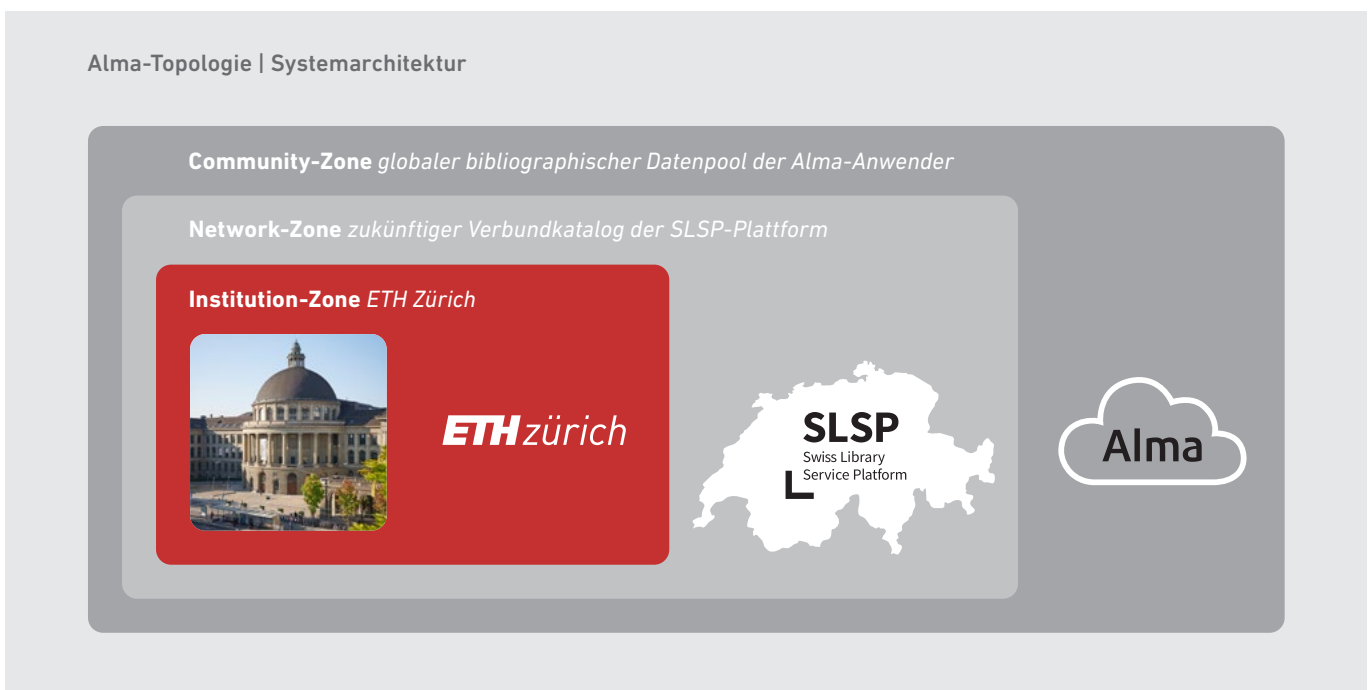 Alma-Topologie | Systemarchitektur
Community-Zone globaler bibliographischer Datenpool der Alma-Anwender
Network-Zone zukünftiger Verbundkatalog der SLSP-Plattform
Institution-Zone ETH Zürich
ETH zürich
SLSP
Swiss Library
Service Platform
Alma